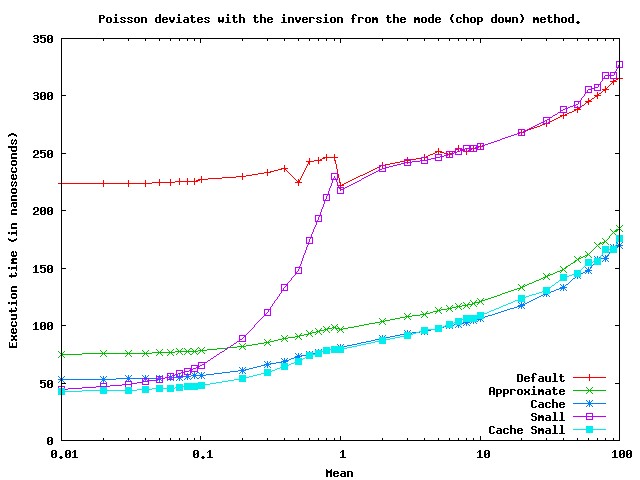 Poisson deviates with the inversion from the mode (chop down) method.
350
300
250
200
150
100
50
0
Execution time (in nanoseconds)
Default
Approximate
Cache
Small
Cache Small
0.01
0.1
1
10
100
Mean